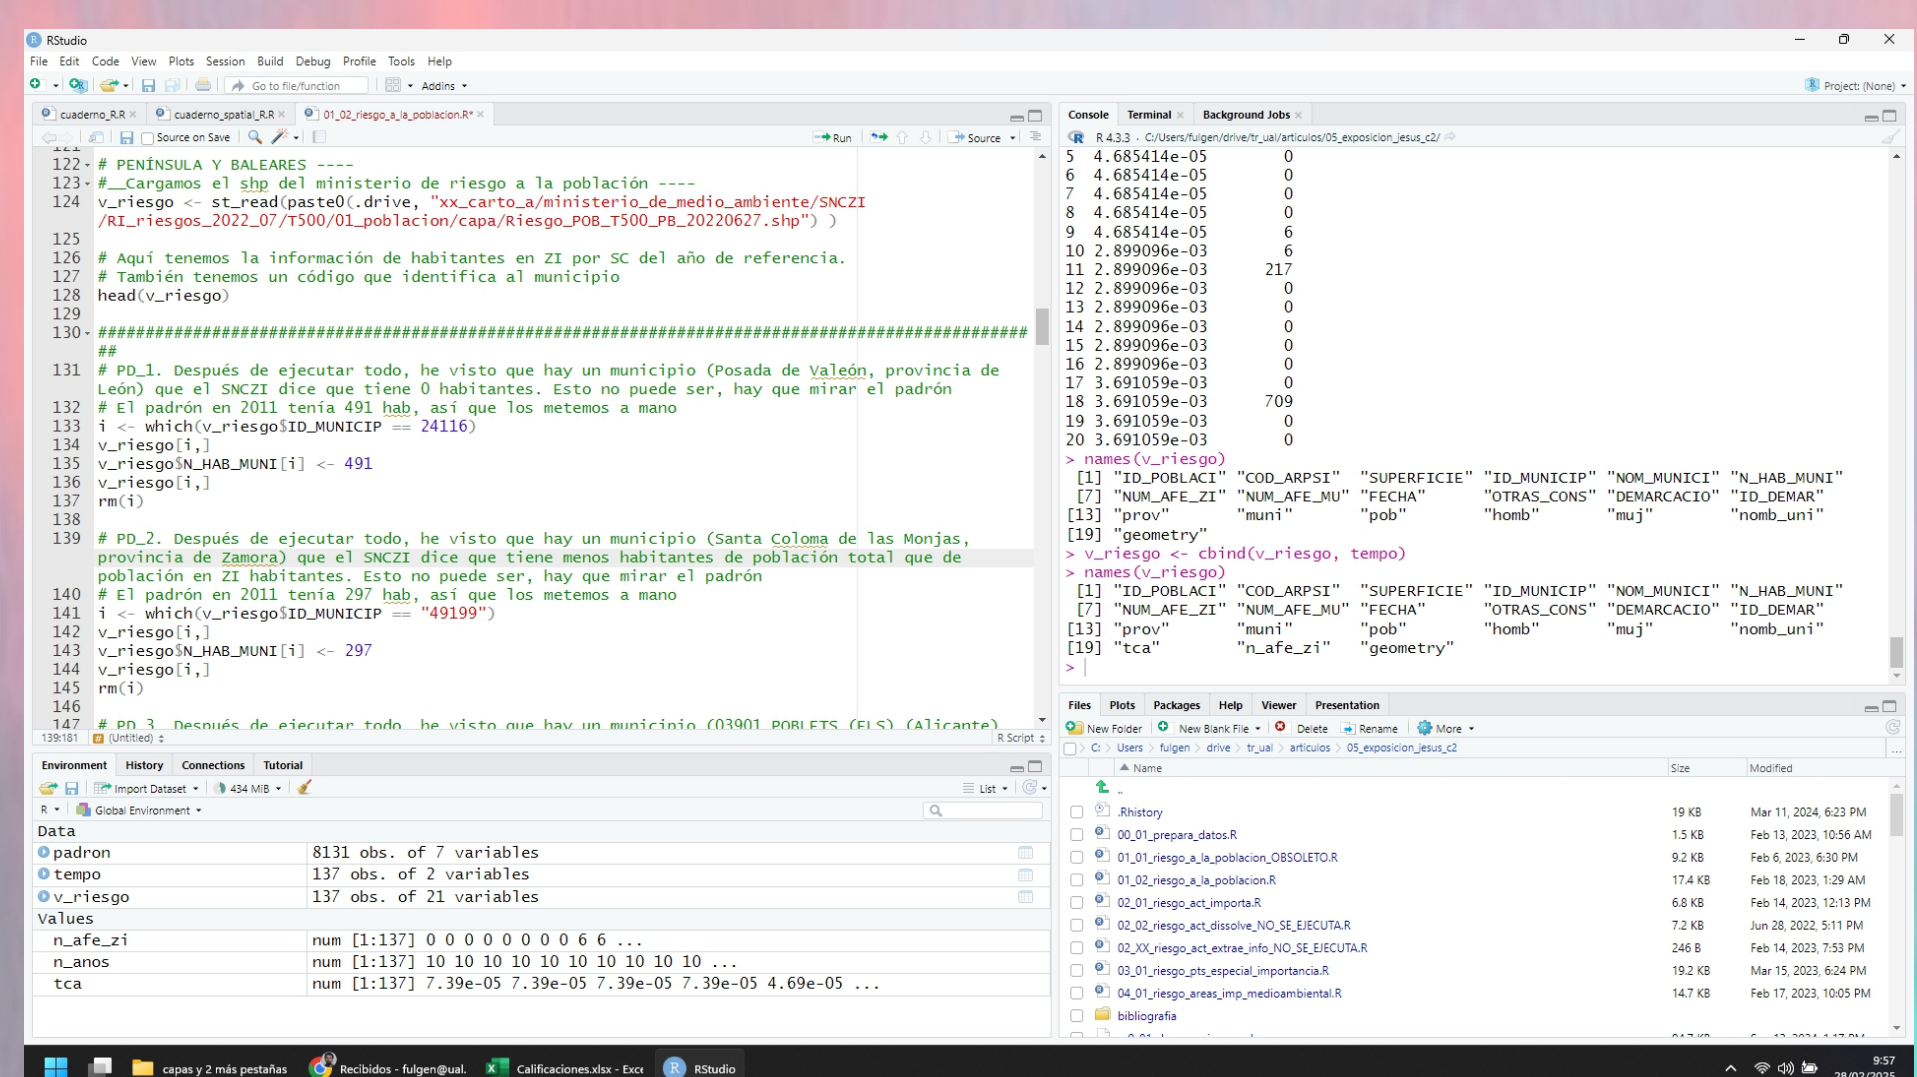 RStudio
File Edit Code View Plots Session Build Debug Profile Tools Help
Go to file/function Addins Project: (None)
cuaderno_R.R cuaderno_spatial_R.R 01_02_riesgo_a_la_poblacion.R*
Source on Save Run Source
121
122 # PENÍNSULA Y BALEARES ----
123 #__Cargamos el shp del ministerio de riesgo a la población ----
124 v_riesgo <- st_read(paste0(.drive, "xx_carto_a/ministerio_de_medio_ambiente/SNCZI
/RI_riesgos_2022_07/T500/01_poblacion/capa/Riesgo_POB_T500_PB_20220627.shp") )
125
126 # Aquí tenemos la información de habitantes en ZI por SC del año de referencia.
127 # También tenemos un código que identifica al municipio
128 head(v_riesgo)
129
130 ##################################################################################################
##
131 # PD_1. Después de ejecutar todo, he visto que hay un municipio (Posada de Valeón, provincia de
León) que el SNCZI dice que tiene 0 habitantes. Esto no puede ser, hay que mirar el padrón
132 # El padrón en 2011 tenía 491 hab, así que los metemos a mano
133 i <- which(v_riesgo$ID_MUNICIP == 24116)
134 v_riesgo[i,]
135 v_riesgo$N_HAB_MUNI[i] <- 491
136 v_riesgo[i,]
137 rm(i)
138
139 # PD_2. Después de ejecutar todo, he visto que hay un municipio (Santa Coloma de las Monjas,
provincia de Zamora) que el SNCZI dice que tiene menos habitantes de población total que de
población en ZI habitantes. Esto no puede ser, hay que mirar el padrón
140 # El padrón en 2011 tenía 297 hab, así que los metemos a mano
141 i <- which(v_riesgo$ID_MUNICIP == "49199")
142 v_riesgo[i,]
143 v_riesgo$N_HAB_MUNI[i] <- 297
144 v_riesgo[i,]
145 rm(i)
146
147 # PD_3. Después de ejecutar todo, he visto que hay un municipio (03901 POBLETS (ELS) (Alicante)
139:181 (Untitled) R Script
Environment History Connections Tutorial
Import Dataset 434 MiB List
R Global Environment
Data
padron 8131 obs. of 7 variables
tempo 137 obs. of 2 variables
v_riesgo 137 obs. of 21 variables
Values
n_afe_zi num [1:137] 0 0 0 0 0 0 0 0 6 6 ...
n_anos num [1:137] 10 10 10 10 10 10 10 10 10 10 ...
tca num [1:137] 7.39e-05 7.39e-05 7.39e-05 7.39e-05 4.69e-05 ...
Console Terminal Background Jobs
R 4.3.3 · C:/Users/fulgen/drive/tr_ual/articulos/05_exposicion_jesus_c2/
5 4.685414e-05 0
6 4.685414e-05 0
7 4.685414e-05 0
8 4.685414e-05 0
9 4.685414e-05 6
10 2.899096e-03 6
11 2.899096e-03 217
12 2.899096e-03 0
13 2.899096e-03 0
14 2.899096e-03 0
15 2.899096e-03 0
16 2.899096e-03 0
17 3.691059e-03 0
18 3.691059e-03 709
19 3.691059e-03 0
20 3.691059e-03 0
> names(v_riesgo)
[1] "ID_POBLACI" "COD_ARPSI" "SUPERFICIE" "ID_MUNICIP" "NOM_MUNICI" "N_HAB_MUNI"
[7] "NUM_AFE_ZI" "NUM_AFE_MU" "FECHA" "OTRAS_CONS" "DEMARCACIO" "ID_DEMAR"
[13] "prov" "muni" "pob" "homb" "muj" "nomb_uni"
[19] "geometry"
> v_riesgo <- cbind(v_riesgo, tempo)
> names(v_riesgo)
[1] "ID_POBLACI" "COD_ARPSI" "SUPERFICIE" "ID_MUNICIP" "NOM_MUNICI" "N_HAB_MUNI"
[7] "NUM_AFE_ZI" "NUM_AFE_MU" "FECHA" "OTRAS_CONS" "DEMARCACIO" "ID_DEMAR"
[13] "prov" "muni" "pob" "homb" "muj" "nomb_uni"
[19] "tca" "n_afe_zi" "geometry"
>
Files Plots Packages Help Viewer Presentation
New Folder New Blank File Delete Rename More
C: Users fulgen drive tr_ual articulos 05_exposicion_jesus_c2 ...
Name Size Modified
..
.Rhistory 19 KB Mar 11, 2024, 6:23 PM
00_01_prepara_datos.R 1.5 KB Feb 13, 2023, 10:56 AM
01_01_riesgo_a_la_poblacion_OBSOLETO.R 9.2 KB Feb 6, 2023, 6:30 PM
01_02_riesgo_a_la_poblacion.R 17.4 KB Feb 18, 2023, 1:29 AM
02_01_riesgo_act_importa.R 6.8 KB Feb 14, 2023, 12:13 PM
02_02_riesgo_act_dissolve_NO_SE_EJECUTA.R 7.2 KB Jun 28, 2022, 5:11 PM
02_XX_riesgo_act_extrae_info_NO_SE_EJECUTA.R 246 B Feb 14, 2023, 7:53 PM
03_01_riesgo_pts_especial_importancia.R 19.2 KB Mar 15, 2023, 6:24 PM
04_01_riesgo_areas_imp_medioambiental.R 14.7 KB Feb 17, 2023, 10:05 PM
bibliografia
capas y 2 más pestañas Recibidos - fulgen@ual. Calificaciones.xlsx - Exce RStudio 9:57
28/02/2025